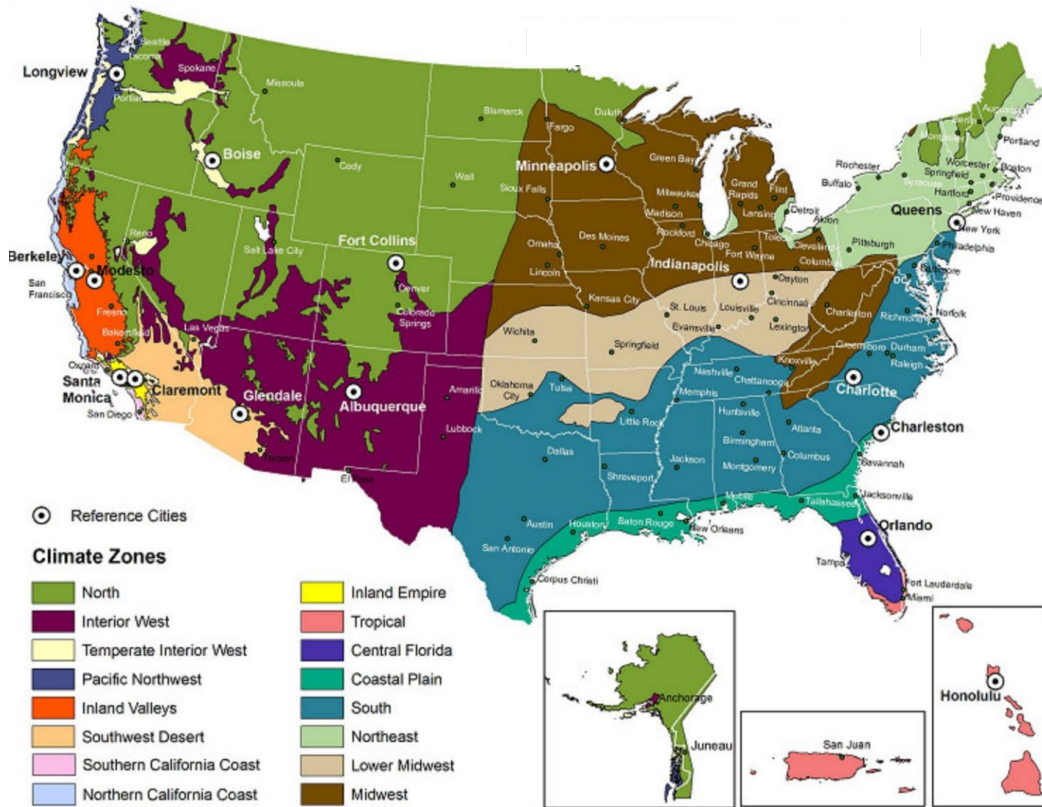 Seattle
Tacoma
Longview
Spokane
Portland
Missoula
Bismarck
Fargo
Duluth
Augusta
Portland
Boise
Cody
Wall
Minneapolis
Green Bay
Sioux Falls
Milwaukee
Madison
Rockford
Grand
Rapids
Flint
Lansing
Detroit
Chicago
Rochester
Buffalo
Syracuse
Worcester
Springfield
Hartford
Boston
Providence
New Haven
Queens
New York
Philadelphia
Pittsburgh
Cleveland
Akron
Reno
Salt Lake City
Fort Collins
Denver
Colorado
Springs
Omaha
Lincoln
Des Moines
Fort Wayne
Columbus
Indianapolis
Dayton
Cincinnati
Baltimore
DC
Richmond
Norfolk
Berkeley
San
Francisco
Modesto
Fresno
Bakersfield
Las Vegas
Kansas City
St. Louis
Louisville
Evansville
Lexington
Charleston
Wichita
Springfield
Knoxville
Greensboro
Durham
Raleigh
Oxnard
Santa
Monica
Claremont
San Diego
Glendale
Tucson
Albuquerque
El Paso
Amarillo
Lubbock
Oklahoma
City
Tulsa
Nashville
Chattanooga
Memphis
Charlotte
Little Rock
Huntsville
Atlanta
Birmingham
Charleston
Dallas
Shreveport
Jackson
Montgomery
Columbus
Savannah
Austin
San Antonio
Houston
Baton Rouge
New Orleans
Mobile
Tallahassee
Jacksonville
Corpus Christi
Orlando
Tampa
Fort Lauderdale
Miami
Reference Cities
Climate Zones
North
Interior West
Temperate Interior West
Pacific Northwest
Inland Valleys
Southwest Desert
Southern California Coast
Northern California Coast
Inland Empire
Tropical
Central Florida
Coastal Plain
South
Northeast
Lower Midwest
Midwest
Anchorage
Juneau
San Juan
Honolulu